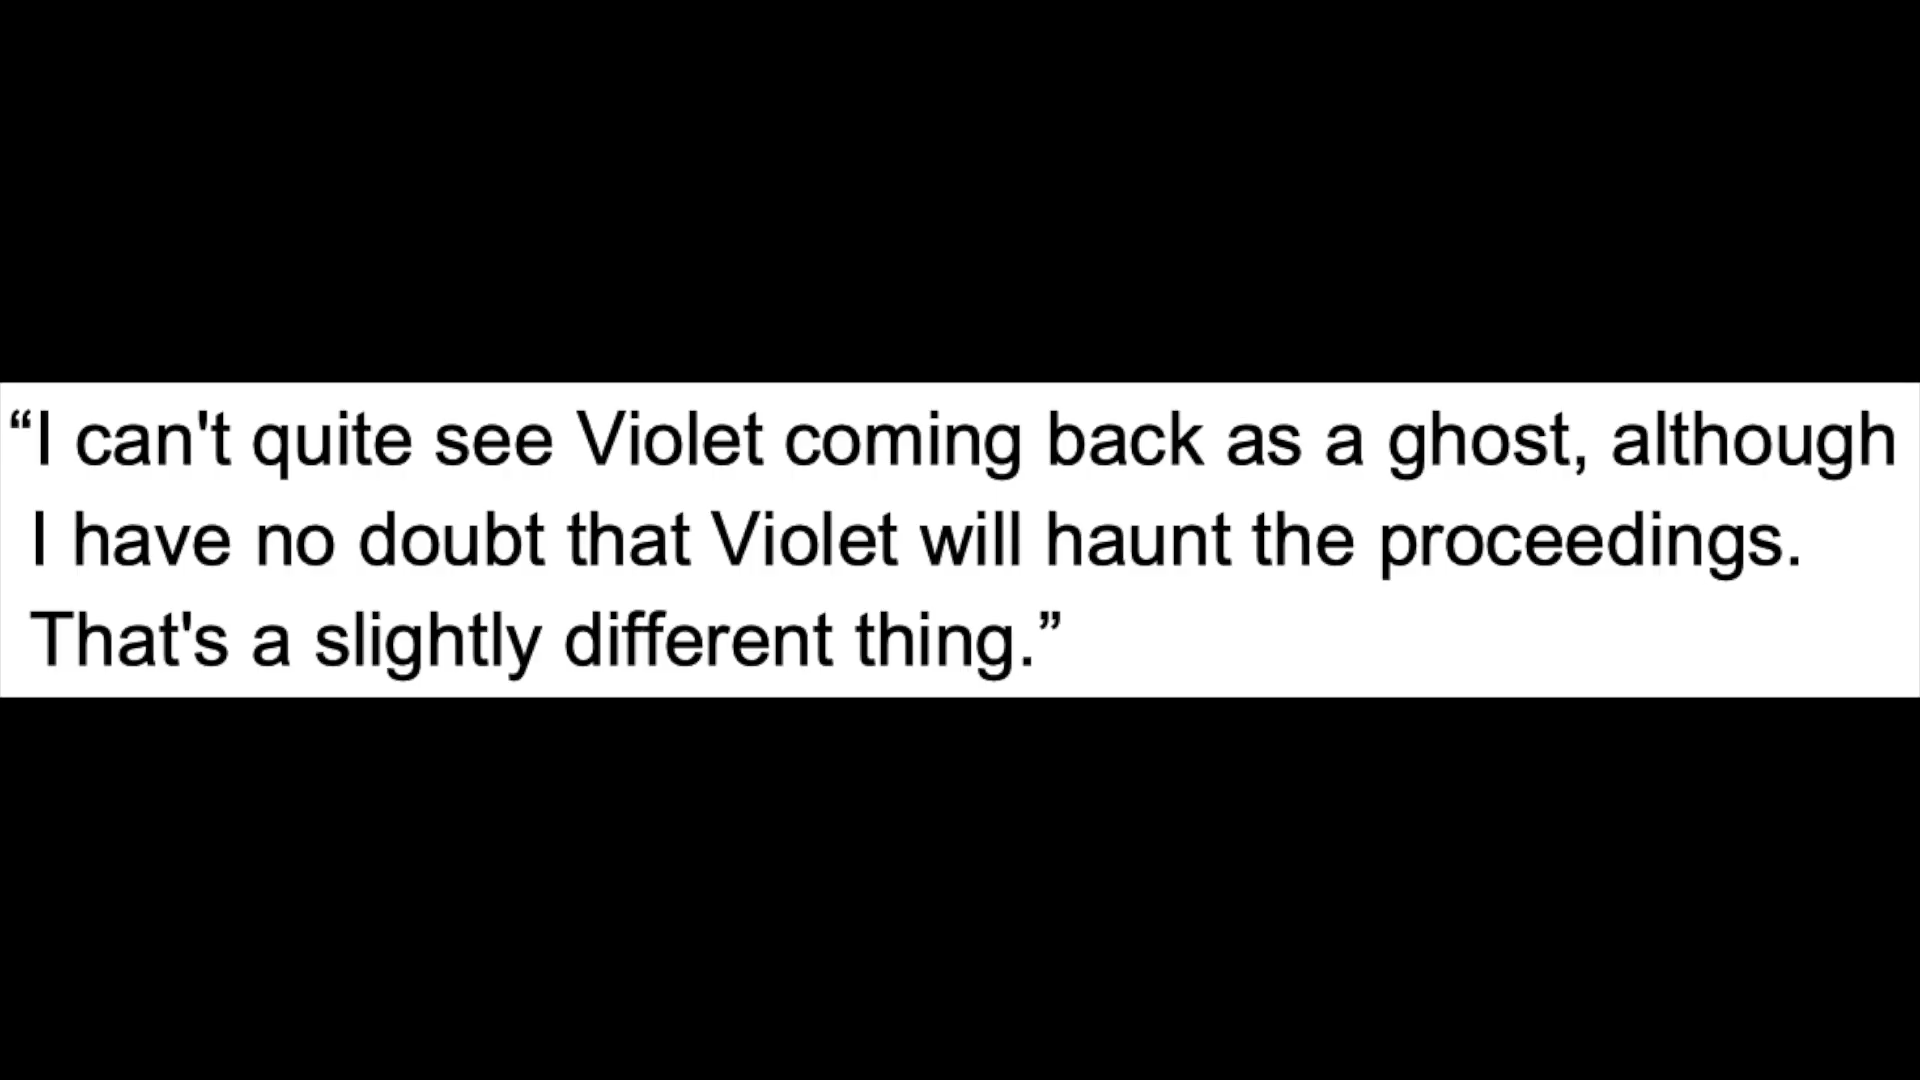 “I can't quite see Violet coming back as a ghost, although
I have no doubt that Violet will haunt the proceedings.
That's a slightly different thing.”